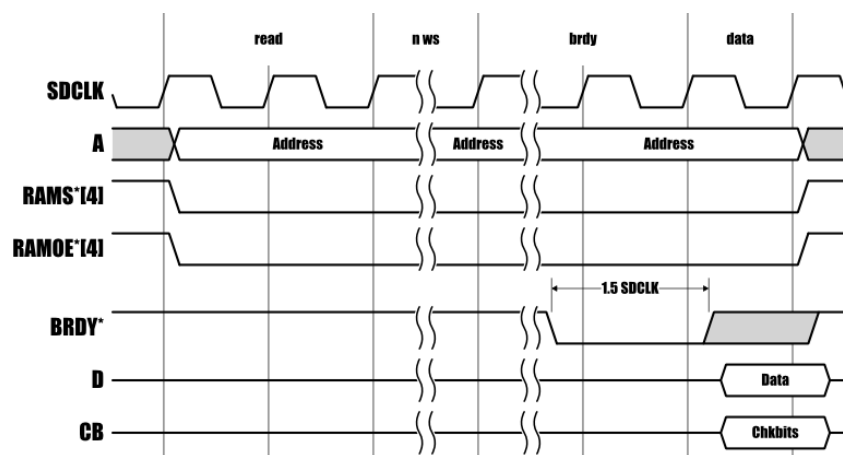 read n ws brdy data
SDCLK
A Address Address Address
RAMS*[4]
RAMOE*[4]
1.5 SDCLK
BRDY*
D Data
CB Chkbits